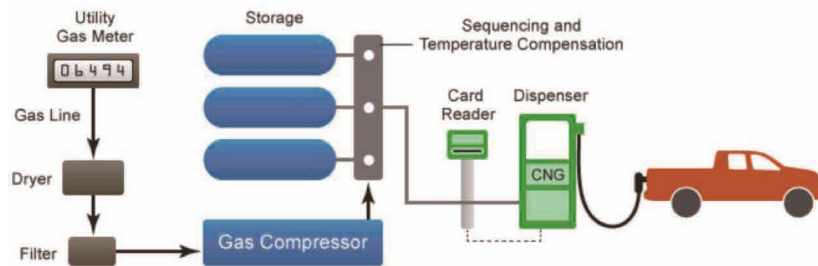 Utility
Gas Meter
06494
Gas Line
Dryer
Filter
Storage
Gas Compressor
Sequencing and
Temperature Compensation
Card
Reader
Dispenser
CNG